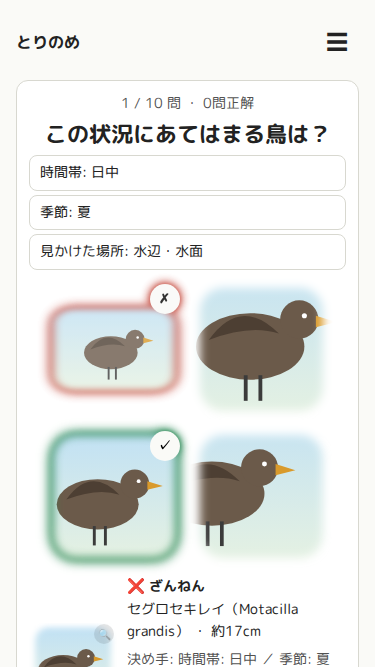 とりのめ
1 / 10 問 ・ 0問正解
この状況にあてはまる鳥は？
時間帯: 日中
季節: 夏
見かけた場所: 水辺・水面
✗
✓
❌ ざんねん
セグロセキレイ（Motacilla
grandis） ・ 約17cm
決め手: 時間帯: 日中 ／ 季節: 夏